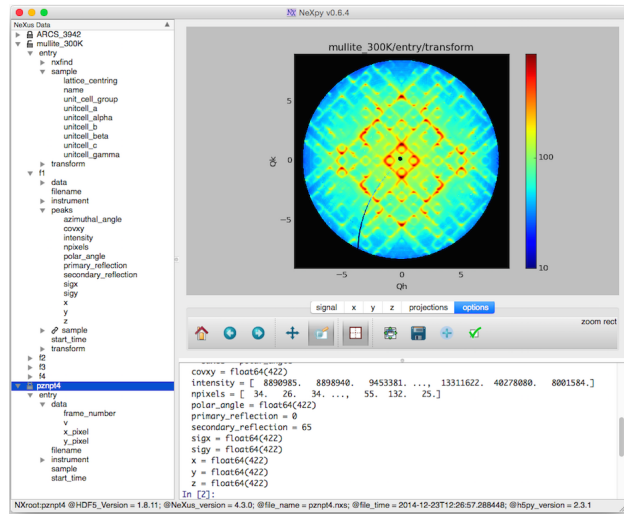 NeXpy v0.6.4
NeXus Data
ARCS_3942
mullite_300K
entry
nxfind
sample
lattice_centring
name
unit_cell_group
unitcell_a
unitcell_alpha
unitcell_b
unitcell_beta
unitcell_c
unitcell_gamma
transform
f1
data
filename
instrument
peaks
azimuthal_angle
covxy
intensity
npixels
polar_angle
primary_reflection
secondary_reflection
sigx
sigy
x
y
z
sample
start_time
transform
f2
f3
f4
pznpt4
entry
data
frame_number
v
x_pixel
y_pixel
filename
instrument
sample
start_time
mullite_300K/entry/transform
5
0
−5
Qk
−5
0
5
Qh
100
10
signal x y z projections options
zoom rect
covxy = float64(422)
intensity = [ 8890985. 8898940. 9453381. ..., 13311622. 40278080. 8001584.]
npixels = [ 34. 26. 34. ..., 55. 132. 25.]
polar_angle = float64(422)
primary_reflection = 0
secondary_reflection = 65
sigx = float64(422)
sigy = float64(422)
x = float64(422)
y = float64(422)
z = float64(422)
In [2]:
NXroot:pznpt4 @HDF5_Version = 1.8.11; @NeXus_version = 4.3.0; @file_name = pznpt4.nxs; @file_time = 2014-12-23T12:26:57.288448; @h5py_version = 2.3.1